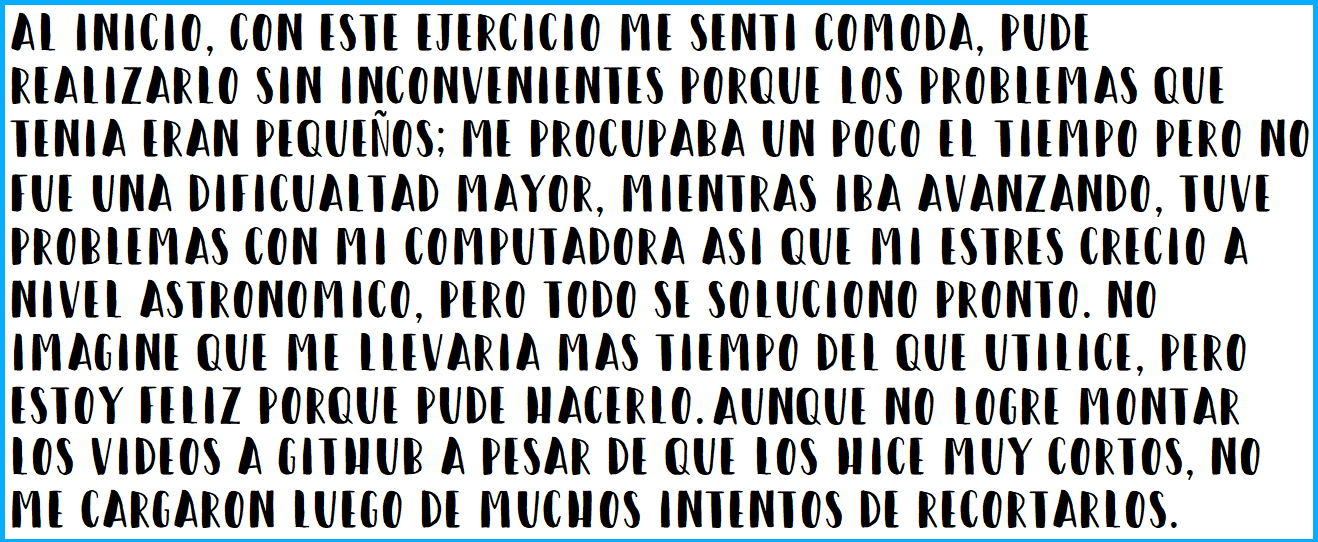 AL INICIO, CON ESTE EJERCICIO ME SENTI COMODA, PUDE
REALIZARLO SIN INCONVENIENTES PORQUE LOS PROBLEMAS QUE
TENIA ERAN PEQUEÑOS; ME PROCUPABA UN POCO EL TIEMPO PERO NO
FUE UNA DIFICUALTAD MAYOR, MIENTRAS IBA AVANZANDO, TUVE
PROBLEMAS CON MI COMPUTADORA ASI QUE MI ESTRES CRECIO A
NIVEL ASTRONOMICO, PERO TODO SE SOLUCIONO PRONTO. NO
IMAGINE QUE ME LLEVARIA MAS TIEMPO DEL QUE UTILICE, PERO
ESTOY FELIZ PORQUE PUDE HACERLO. AUNQUE NO LOGRE MONTAR
LOS VIDEOS A GITHUB A PESAR DE QUE LOS HICE MUY CORTOS, NO
ME CARGARON LUEGO DE MUCHOS INTENTOS DE RECORTARLOS.